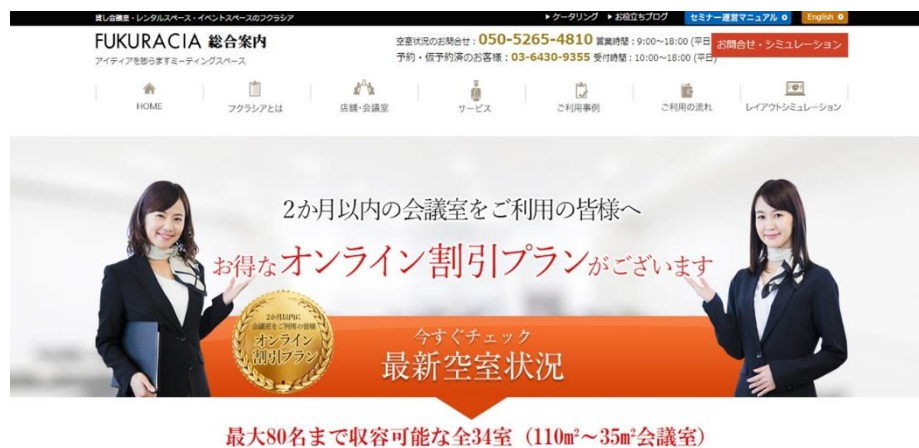 貸し会議室・レンタルスペース・イベントスペースのフクラシア
▶ ケータリング ▶ お役立ちブログ セミナー運営マニュアル English
FUKURACIA 総合案内
アイティアを膨らますミーティングスペース
空室状況のお問合せ：050-5265-4810 営業時間：9:00～18:00 (平日
予約・仮予約済のお客様：03-6430-9355 受付時間：10:00～18:00 (平日)
お問合せ・シミュレーション
HOME フクラシアとは 店舗・会議室 サービス ご利用事例 ご利用の流れ レイアウトシミュレーション
2か月以内の会議室をご利用の皆様へ
お得なオンライン割引プランがございます
2か月以内に
会議室をご利用の皆様
オンライン
割引プラン
今すぐチェック
最新空室状況
最大80名まで収容可能な全34室（110m²～35m²会議室）